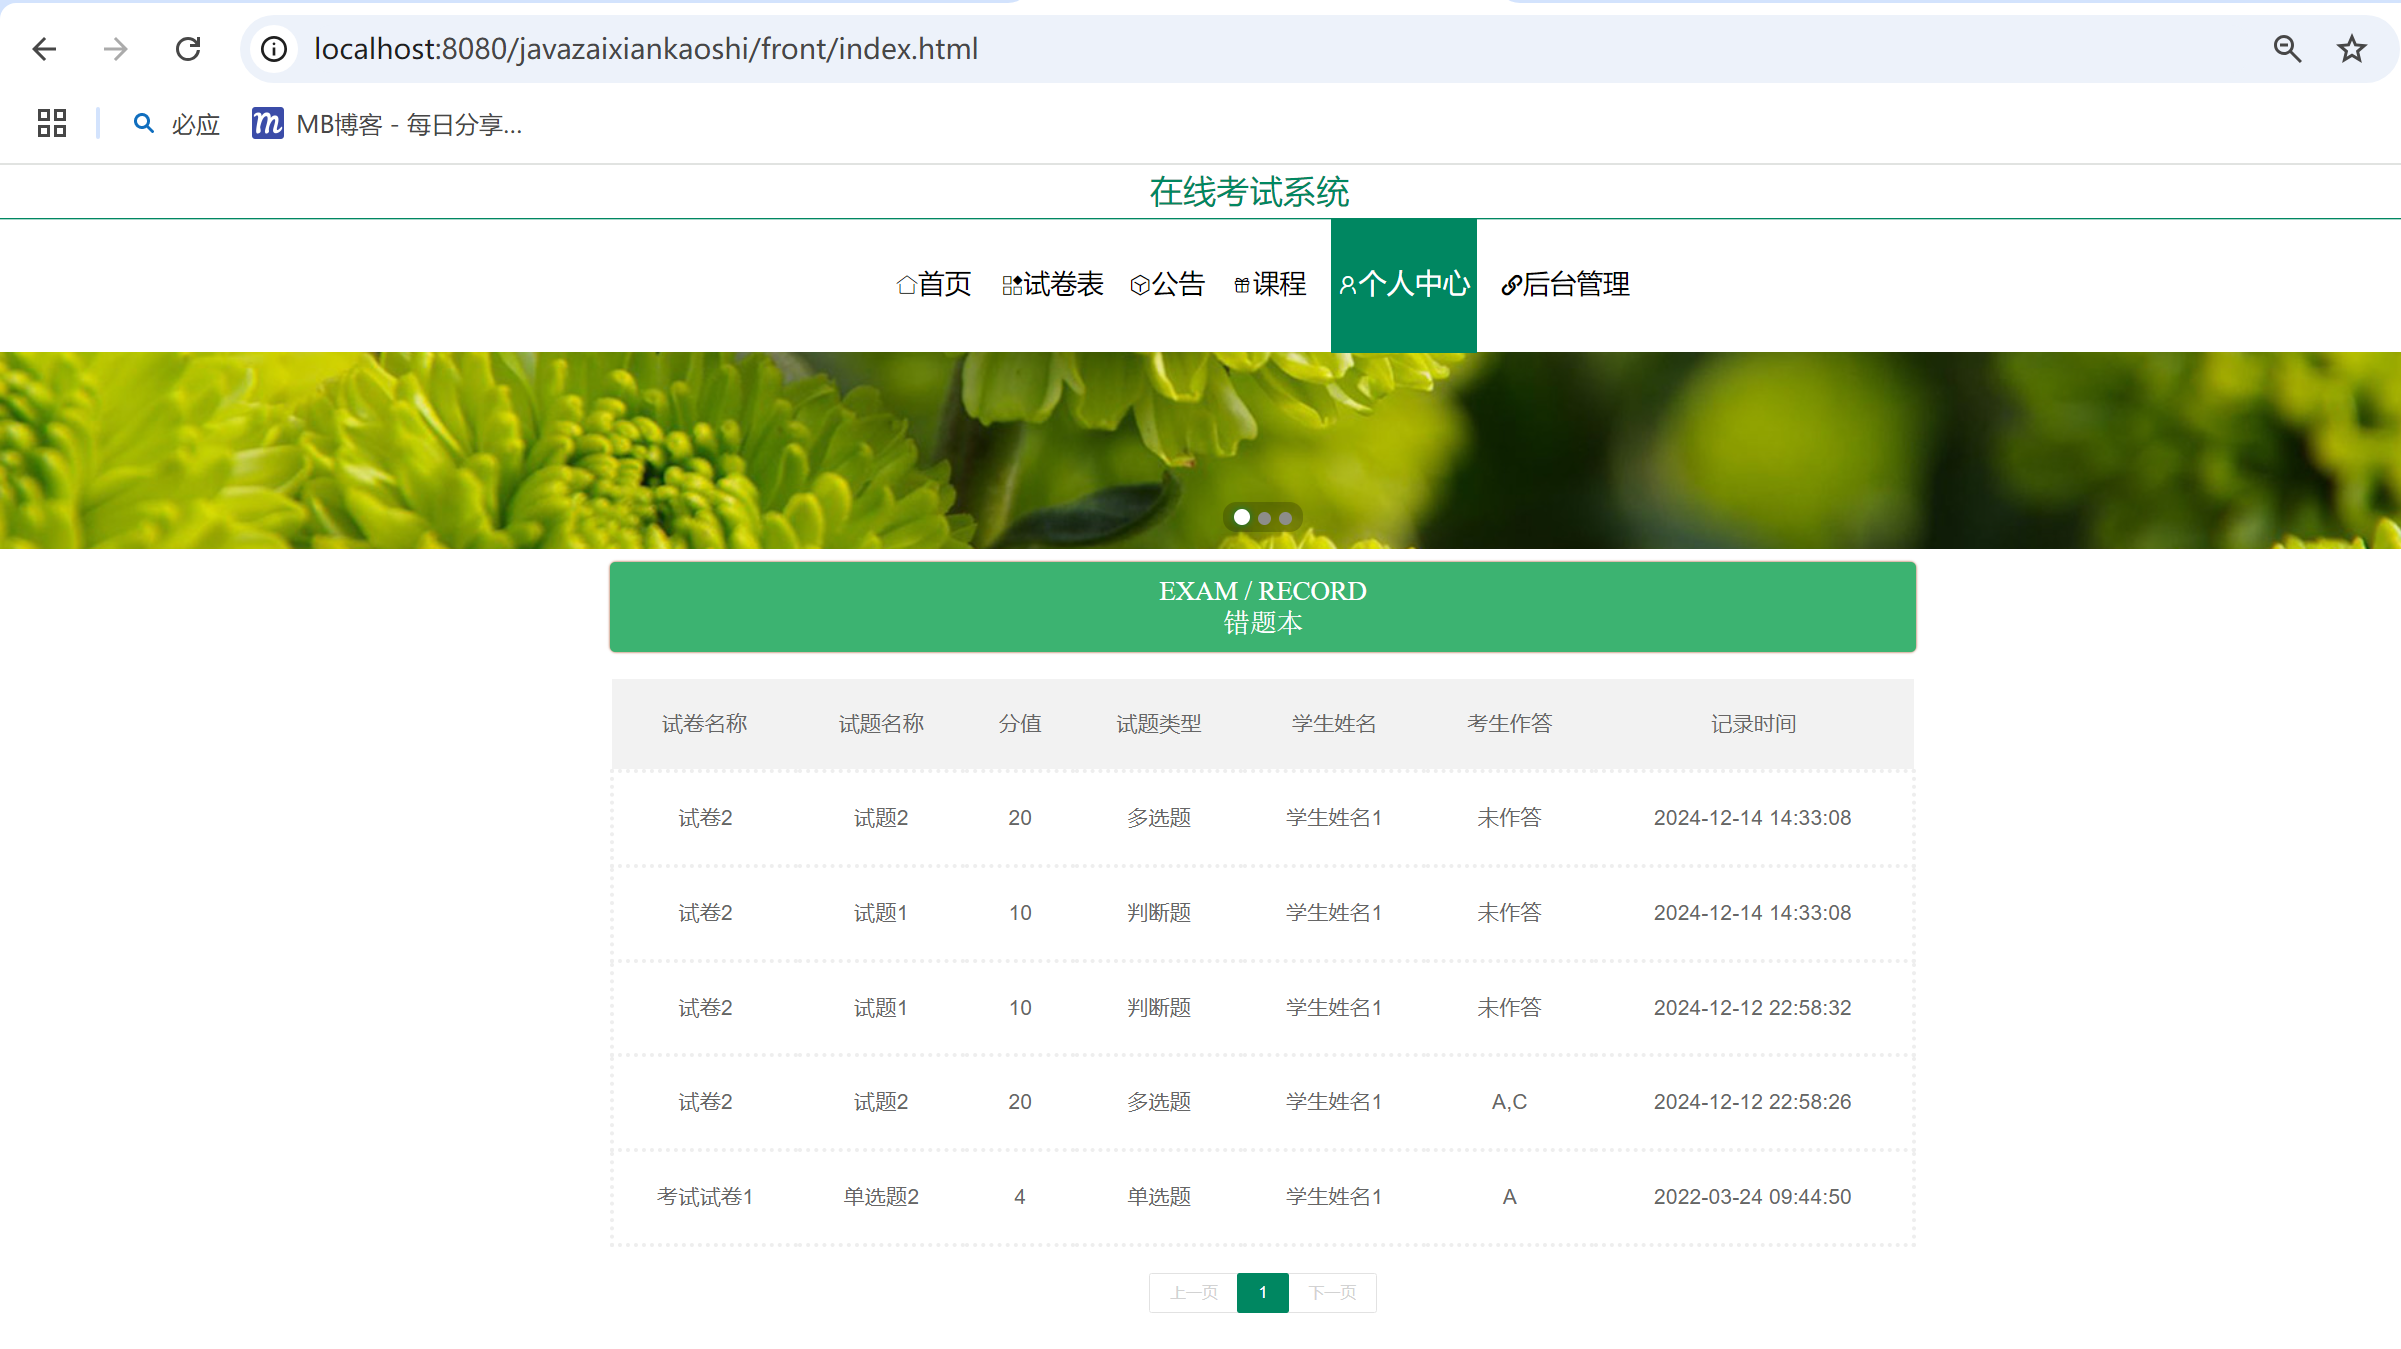 localhost:8080/javazaixiankaoshi/front/index.html
必应 MB博客 - 每日分享...
在线考试系统
首页 试卷表 公告 课程 个人中心 后台管理
EXAM / RECORD
错题本
试卷名称 试题名称 分值 试题类型 学生姓名 考生作答 记录时间
试卷2 试题2 20 多选题 学生姓名1 未作答 2024-12-14 14:33:08
试卷2 试题1 10 判断题 学生姓名1 未作答 2024-12-14 14:33:08
试卷2 试题1 10 判断题 学生姓名1 未作答 2024-12-12 22:58:32
试卷2 试题2 20 多选题 学生姓名1 A,C 2024-12-12 22:58:26
考试试卷1 单选题2 4 单选题 学生姓名1 A 2022-03-24 09:44:50
上一页 1 下一页